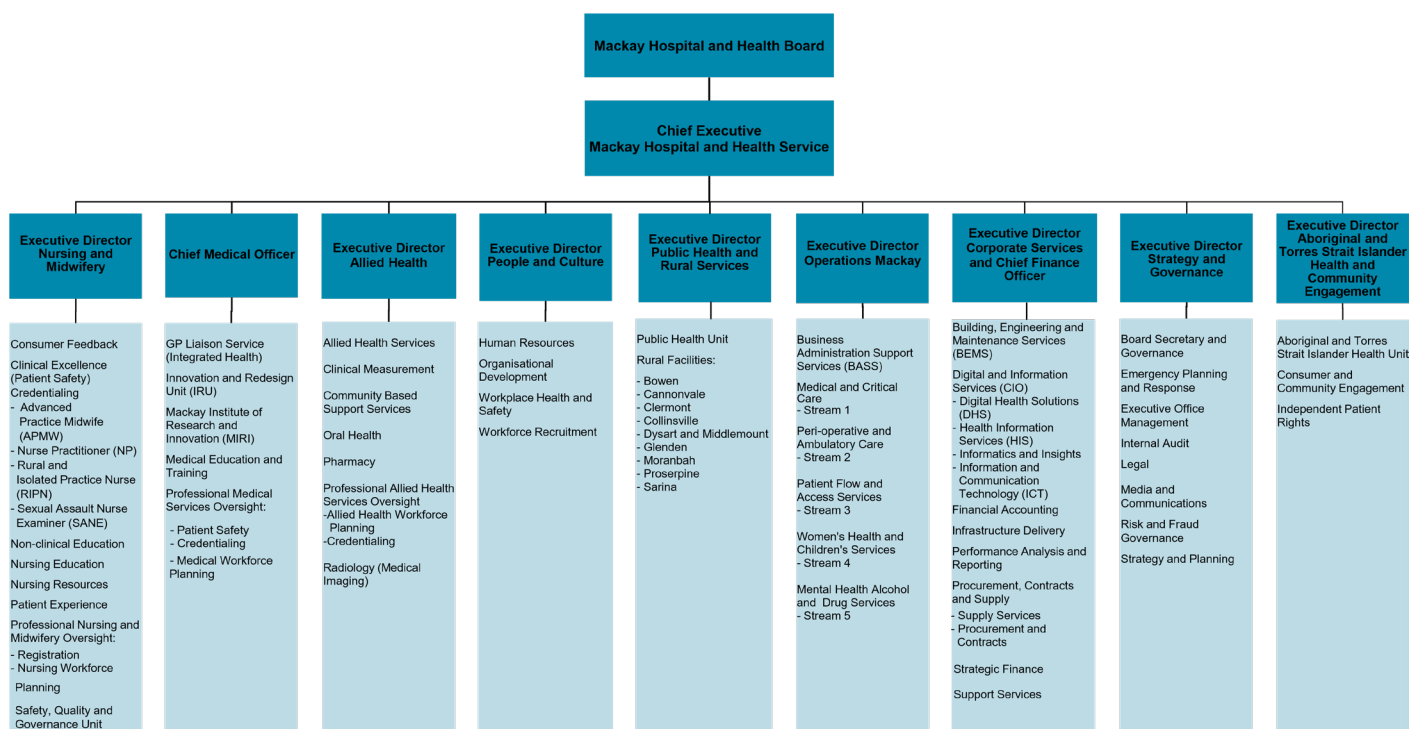 Mackay Hospital and Health Board
Chief Executive
Mackay Hospital and Health Service
Executive Director
Nursing and
Midwifery
Consumer Feedback
Clinical Excellence
(Patient Safety)
Credentialing
- Advanced
Practice Midwife
(APMW)
- Nurse Practitioner (NP)
- Rural and
Isolated Practice Nurse
(RIPN)
- Sexual Assault Nurse
Examiner (SANE)
Non-clinical Education
Nursing Education
Nursing Resources
Patient Experience
Professional Nursing and
Midwifery Oversight:
- Registration
- Nursing Workforce
Planning
Safety, Quality and
Governance Unit
Chief Medical Officer
GP Liaison Service
(Integrated Health)
Innovation and Redesign
Unit (IRU)
Mackay Institute of
Research and
Innovation (MIRI)
Medical Education and
Training
Professional Medical
Services Oversight:
- Patient Safety
- Credentialing
- Medical Workforce
Planning
Executive Director
Allied Health
Allied Health Services
Clinical Measurement
Community Based
Support Services
Oral Health
Pharmacy
Professional Allied Health
Services Oversight
-Allied Health Workforce
Planning
-Credentialing
Radiology (Medical
Imaging)
Executive Director
People and Culture
Human Resources
Organisational
Development
Workplace Health and
Safety
Workforce Recruitment
Executive Director
Public Health and
Rural Services
Public Health Unit
Rural Facilities:
- Bowen
- Cannonvale
- Clermont
- Collinsville
- Dysart and Middlemount
- Glenden
- Moranbah
- Proserpine
- Sarina
Executive Director
Operations Mackay
Business
Administration Support
Services (BASS)
Medical and Critical
Care
- Stream 1
Peri-operative and
Ambulatory Care
- Stream 2
Patient Flow and
Access Services
- Stream 3
Women's Health and
Children's Services
- Stream 4
Mental Health Alcohol
and Drug Services
- Stream 5
Executive Director
Corporate Services
and Chief Finance
Officer
Building, Engineering and
Maintenance Services
(BEMS)
Digital and Information
Services (CIO)
- Digital Health Solutions
(DHS)
- Health Information
Services (HIS)
- Informatics and Insights
- Information and
Communication
Technology (ICT)
Financial Accounting
Infrastructure Delivery
Performance Analysis and
Reporting
Procurement, Contracts
and Supply
- Supply Services
- Procurement and
Contracts
Strategic Finance
Support Services
Executive Director
Strategy and
Governance
Board Secretary and
Governance
Emergency Planning
and Response
Executive Office
Management
Internal Audit
Legal
Media and
Communications
Risk and Fraud
Governance
Strategy and Planning
Executive Director
Aboriginal and
Torres Strait Islander
Health and
Community
Engagement
Aboriginal and Torres
Strait Islander Health Unit
Consumer and
Community Engagement
Independent Patient
Rights